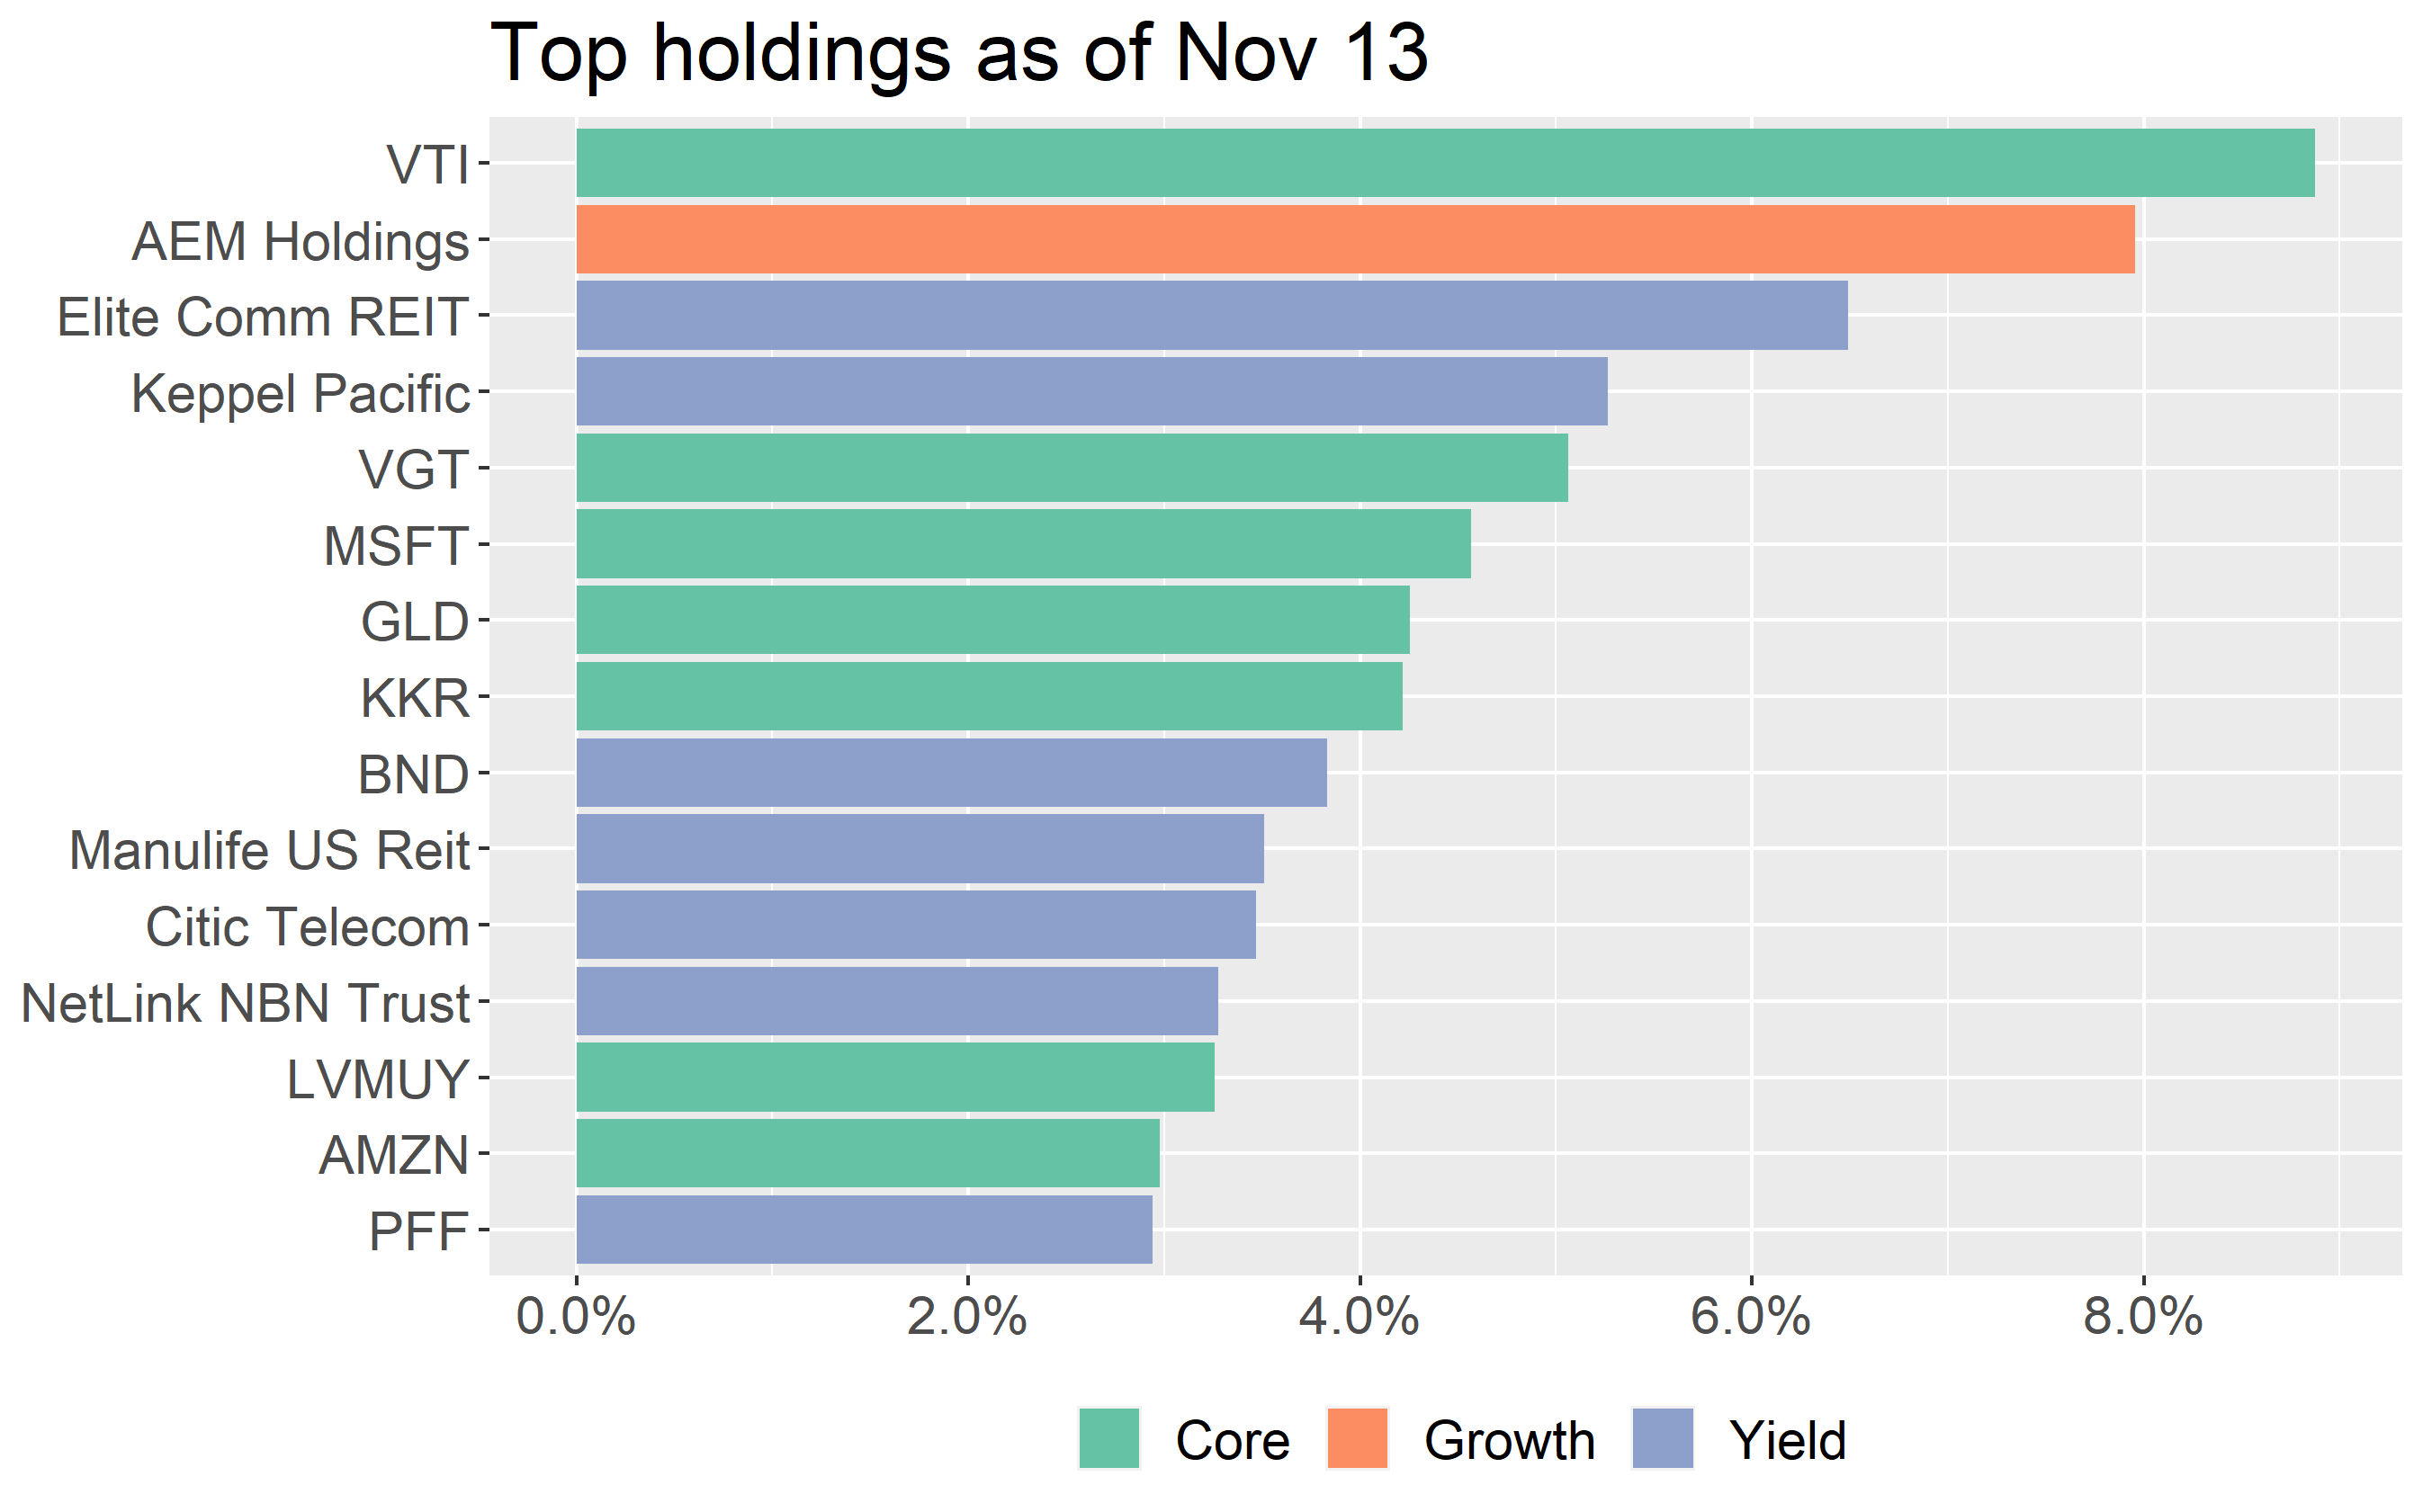 Top holdings as of Nov 13
VTI
AEM Holdings
Elite Comm REIT
Keppel Pacific
VGT
MSFT
GLD
KKR
BND
Manulife US Reit
Citic Telecom
NetLink NBN Trust
LVMUY
AMZN
PFF
0.0% 2.0% 4.0% 6.0% 8.0%
Core Growth Yield